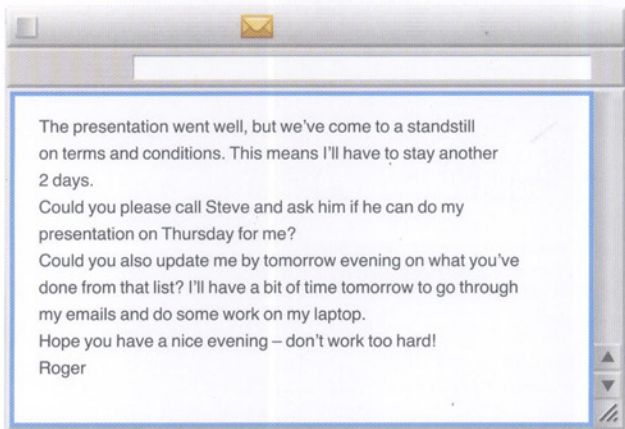 The presentation went well, but we've come to a standstill
on terms and conditions. This means I'll have to stay another
2 days.
Could you please call Steve and ask him if he can do my
presentation on Thursday for me?
Could you also update me by tomorrow evening on what you've
done from that list? I'll have a bit of time tomorrow to go through
my emails and do some work on my laptop.
Hope you have a nice evening – don't work too hard!
Roger